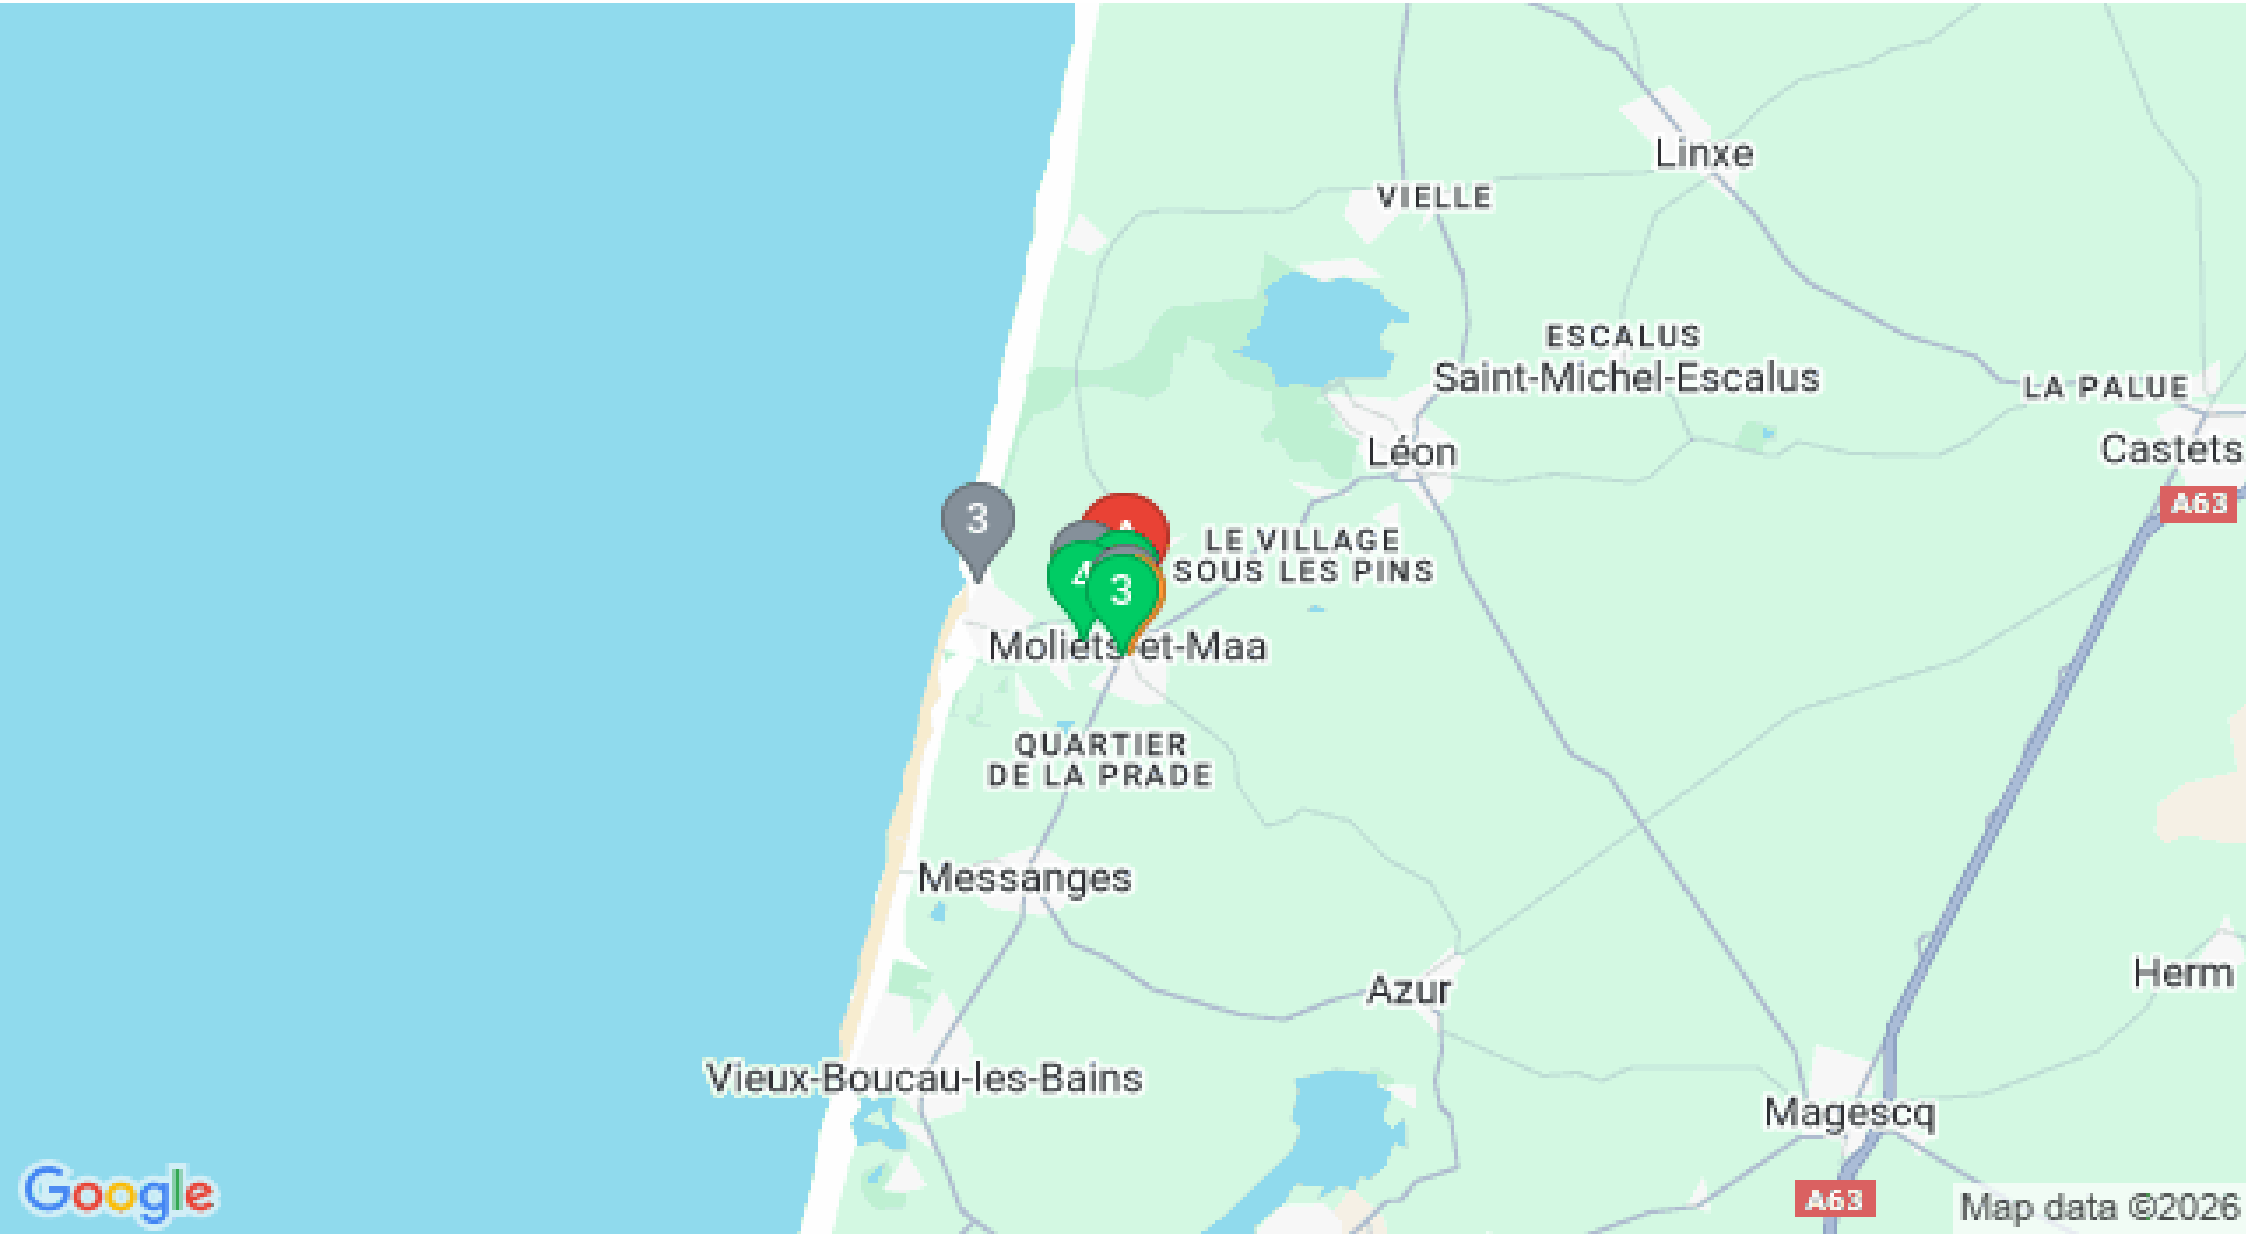 Linxe
VIELLE
ESCALUS
Saint-Michel-Escalus
LA PALUE
Léon
Castets
A63
3
LE VILLAGE
SOUS LES PINS
4
3
Moliets-et-Maa
QUARTIER
DE LA PRADE
Messanges
Azur
Herm
Vieux-Boucau-les-Bains
Magescq
A63
Google
Map data ©2026